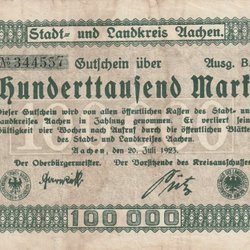 Stadt- und Landkreis Aachen.
№ 344557 Gutschein über Ausg. B.
Hunderttausend Mark
Dieser Gutschein wird von allen öffentlichen Kassen des Stadt- und
Landkreises Aachen in Zahlung genommen. Er verliert seine
Gültigkeit vier Wochen nach Aufruf durch die öffentlichen Blätter
des Stadt- und Landkreises Aachen.
Aachen, den 20. Juli 1923.
Der Oberbürgermeister. Der Vorsitzende des Kreisausschusses
100 000